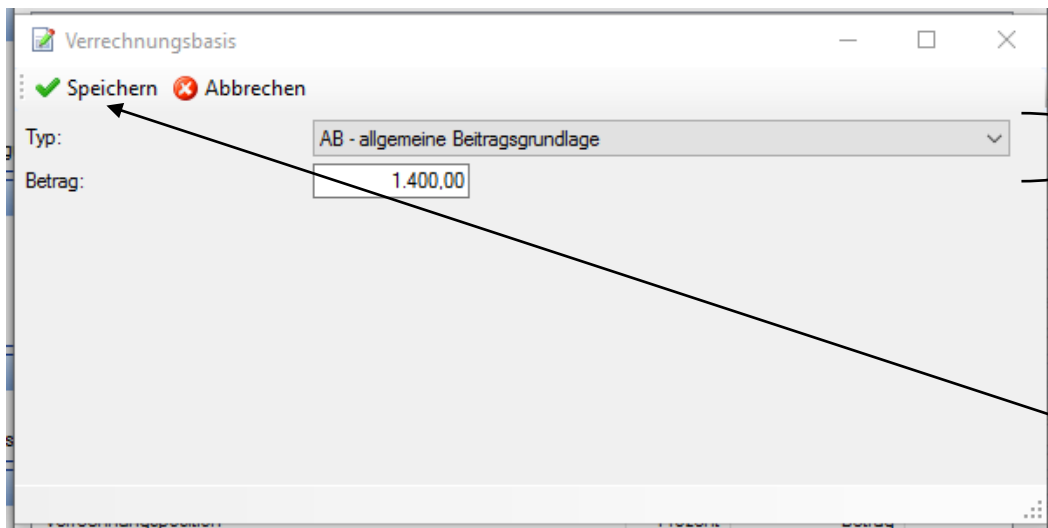 Verrechnungsbasis
Speichern Abbrechen
Typ: AB - allgemeine Beitragsgrundlage
Betrag: 1.400,00